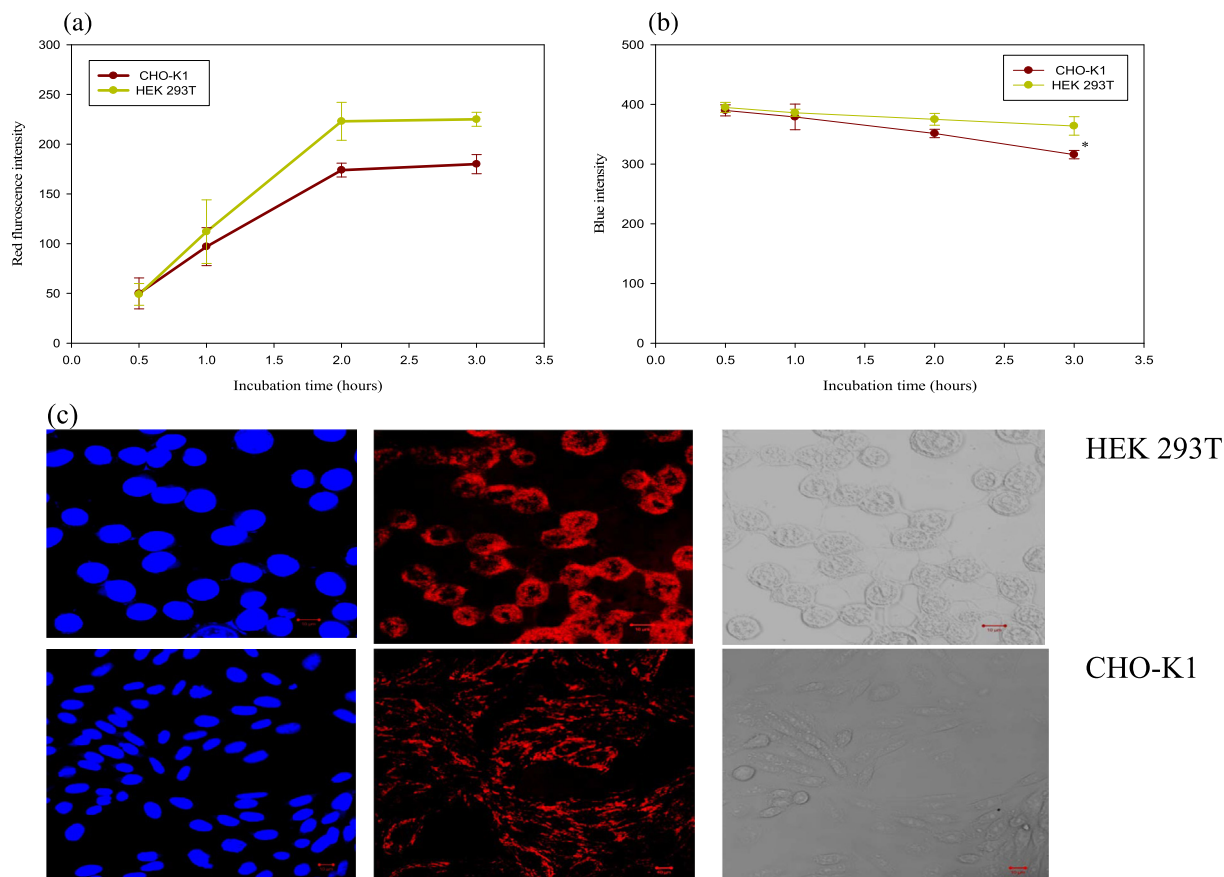 (a)
300
250
200
150
100
50
0
CHO-K1
HEK 293T
Red fluroscence intensity
0.0 0.5 1.0 1.5 2.0 2.5 3.0 3.5
Incubation time (hours)
(b)
500
400
300
200
100
0
CHO-K1
HEK 293T
*
Blue intensity
0.0 0.5 1.0 1.5 2.0 2.5 3.0 3.5
Incubation time (hours)
(c)
HEK 293T
10 µm
CHO-K1